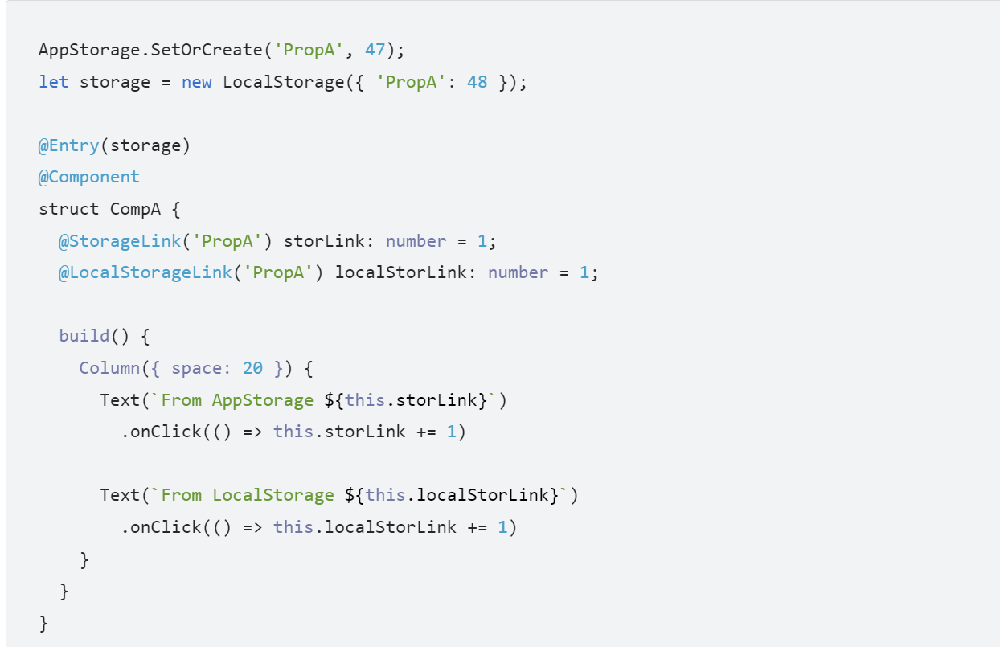 AppStorage.SetOrCreate('PropA', 47);
let storage = new LocalStorage({ 'PropA': 48 });
@Entry(storage)
@Component
struct CompA {
  @StorageLink('PropA') storLink: number = 1;
  @LocalStorageLink('PropA') localStorLink: number = 1;
  build() {
    Column({ space: 20 }) {
      Text(`From AppStorage ${this.storLink}`)
        .onClick(() => this.storLink += 1)
      Text(`From LocalStorage ${this.localStorLink}`)
        .onClick(() => this.localStorLink += 1)
    }
  }
}